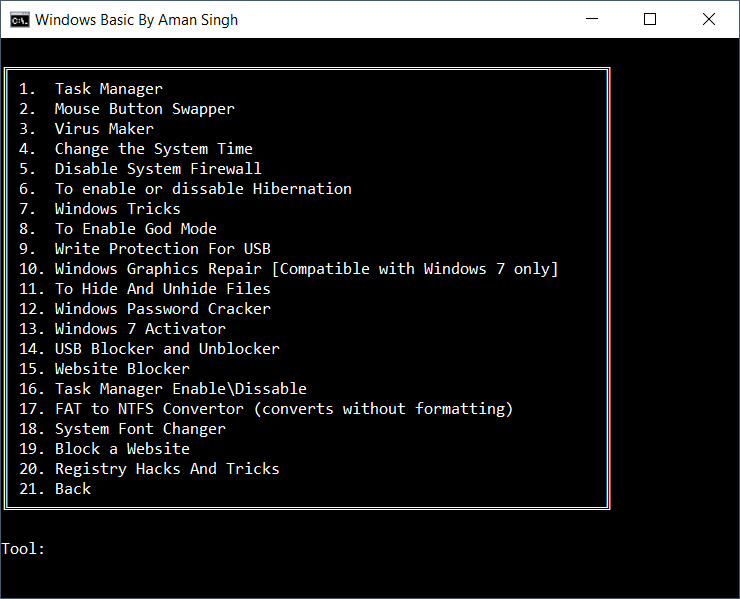 Windows Basic By Aman Singh
1. Task Manager
2. Mouse Button Swapper
3. Virus Maker
4. Change the System Time
5. Disable System Firewall
6. To enable or dissable Hibernation
7. Windows Tricks
8. To Enable God Mode
9. Write Protection For USB
10. Windows Graphics Repair [Compatible with Windows 7 only]
11. To Hide And Unhide Files
12. Windows Password Cracker
13. Windows 7 Activator
14. USB Blocker and Unblocker
15. Website Blocker
16. Task Manager Enable\Dissable
17. FAT to NTFS Convertor (converts without formatting)
18. System Font Changer
19. Block a Website
20. Registry Hacks And Tricks
21. Back
Tool: